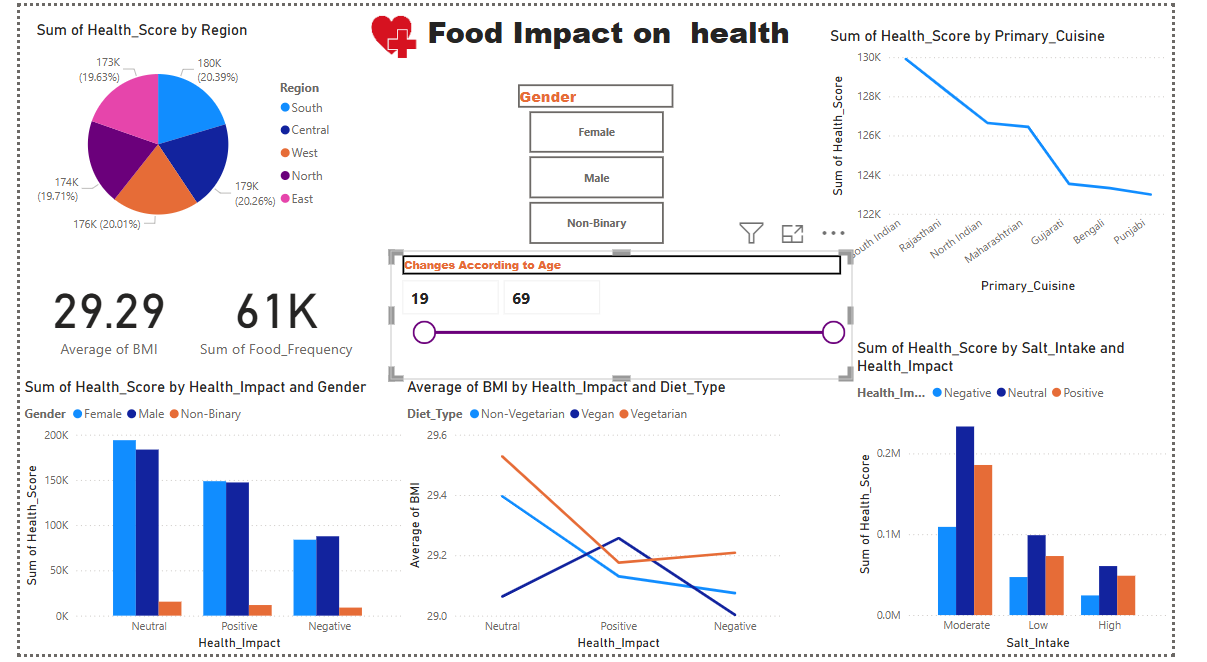 Food Impact on health
Sum of Health_Score by Region
173K
(19.63%)
180K
(20.39%)
174K
(19.71%)
179K
(20.26%)
176K (20.01%)
Region
South
Central
West
North
East
Gender
Female
Male
Non-Binary
Sum of Health_Score by Primary_Cuisine
Sum of Health_Score
130K
128K
126K
124K
122K
South Indian
Rajasthani
North Indian
Maharashtrian
Gujarati
Bengali
Punjabi
Primary_Cuisine
29.29
Average of BMI
61K
Sum of Food_Frequency
Changes According to Age
19
69
Sum of Health_Score by Health_Impact and Gender
Gender Female Male Non-Binary
Sum of Health_Score
200K
150K
100K
50K
0K
Neutral
Positive
Negative
Health_Impact
Average of BMI by Health_Impact and Diet_Type
Diet_Type Non-Vegetarian Vegan Vegetarian
Average of BMI
29.6
29.4
29.2
29.0
Neutral
Positive
Negative
Health_Impact
Sum of Health_Score by Salt_Intake and
Health_Impact
Health_Im... Negative Neutral Positive
Sum of Health_Score
0.2M
0.1M
0.0M
Moderate
Low
High
Salt_Intake